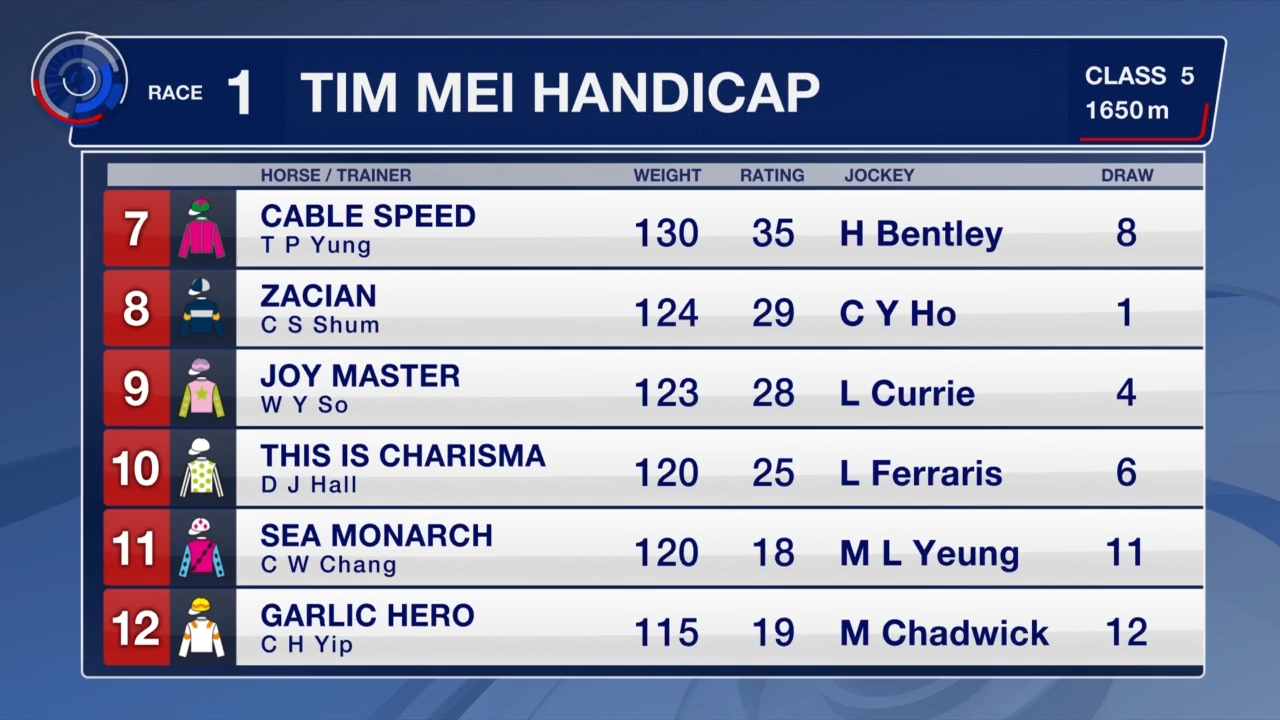 RACE 1 TIM MEI HANDICAP CLASS 5
1650 m
HORSE / TRAINER WEIGHT RATING JOCKEY DRAW
7 CABLE SPEED 130 35 H Bentley 8
T P Yung
8 ZACIAN 124 29 C Y Ho 1
C S Shum
9 JOY MASTER 123 28 L Currie 4
W Y So
10 THIS IS CHARISMA 120 25 L Ferraris 6
D J Hall
11 SEA MONARCH 120 18 M L Yeung 11
C W Chang
12 GARLIC HERO 115 19 M Chadwick 12
C H Yip